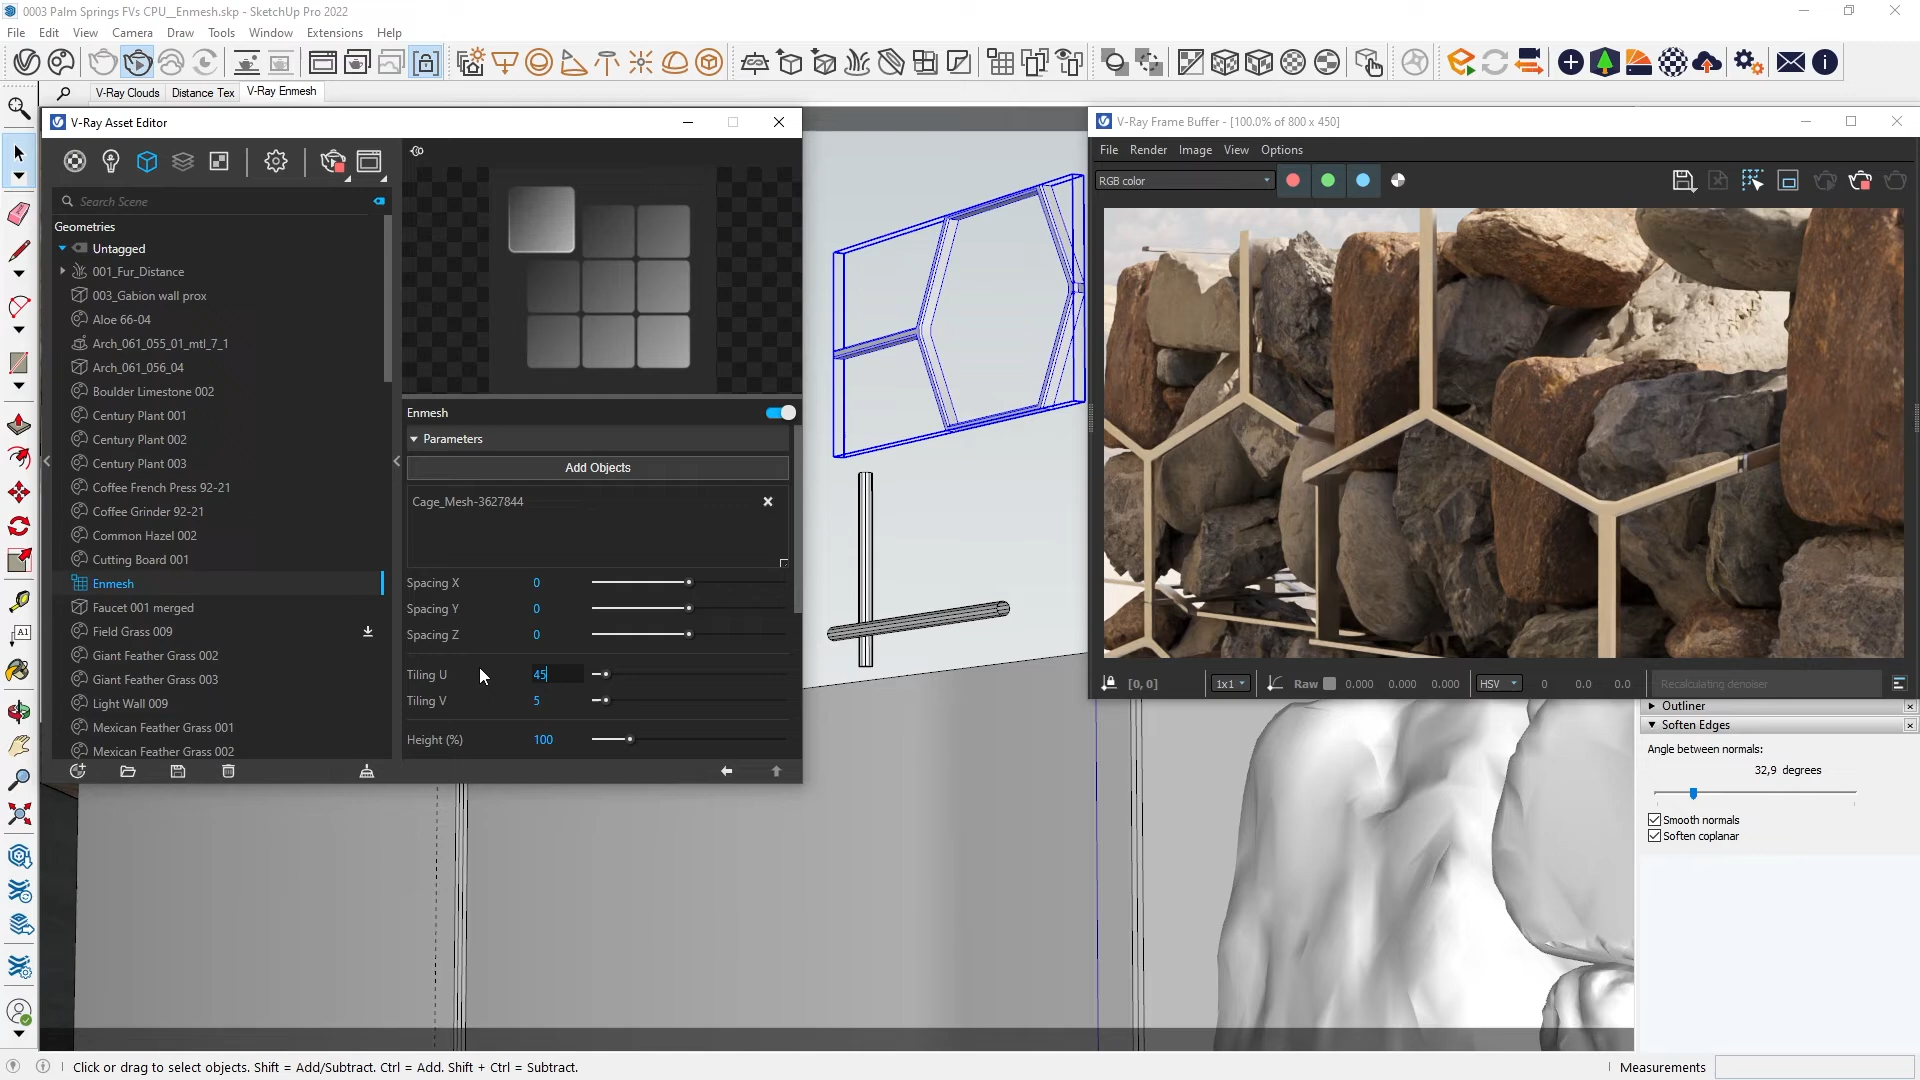 0003 Palm Springs FVs CPU__Enmesh.skp - SketchUp Pro 2022
File Edit View Camera Draw Tools Window Extensions Help
V-Ray Clouds Distance Tex V-Ray Enmesh
V-Ray Asset Editor
Search Scene
Geometries
Untagged
001_Fur_Distance
003_Gabion wall prox
Aloe 66-04
Arch_061_055_01_mtl_7_1
Arch_061_056_04
Boulder Limestone 002
Century Plant 001
Century Plant 002
Century Plant 003
Coffee French Press 92-21
Coffee Grinder 92-21
Common Hazel 002
Cutting Board 001
Enmesh
Faucet 001 merged
Field Grass 009
Giant Feather Grass 002
Giant Feather Grass 003
Light Wall 009
Mexican Feather Grass 001
Mexican Feather Grass 002
Enmesh
Parameters
Add Objects
Cage_Mesh-3627844
Spacing X 0
Spacing Y 0
Spacing Z 0
Tiling U 45
Tiling V 5
Height (%) 100
V-Ray Frame Buffer - [100.0% of 800 x 450]
File Render Image View Options
RGB color
[0, 0] 1x1 Raw 0.000 0.000 0.000 HSV 0 0.0 0.0 Recalculating denoiser
Outliner
Soften Edges
Angle between normals:
32,9 degrees
Smooth normals
Soften coplanar
A1
Click or drag to select objects. Shift = Add/Subtract. Ctrl = Add. Shift + Ctrl = Subtract.
Measurements